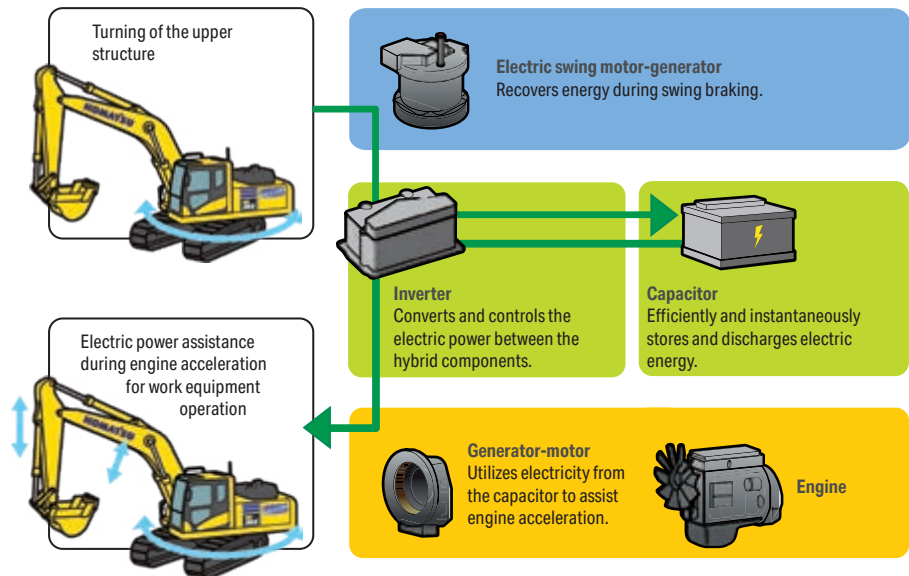 Turning of the upper
structure
KOMATSU
Electric swing motor-generator
Recovers energy during swing braking.
Inverter
Converts and controls the
electric power between the
hybrid components.
Capacitor
Efficiently and instantaneously
stores and discharges electric
energy.
Electric power assistance
during engine acceleration
for work equipment
operation
KOMATSU
Generator-motor
Utilizes electricity from
the capacitor to assist
engine acceleration.
Engine